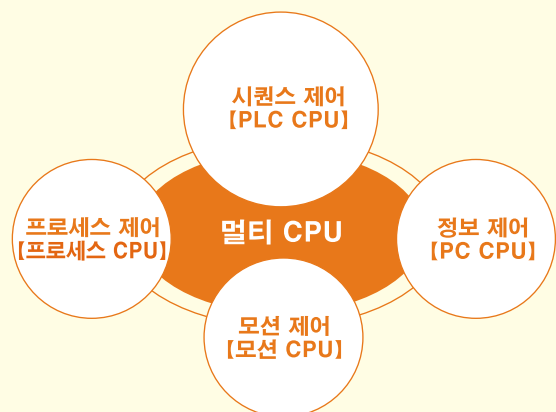 시퀀스 제어
【PLC CPU】
프로세스 제어
【프로세스 CPU】
멀티 CPU
정보 제어
【PC CPU】
모션 제어
【모션 CPU】